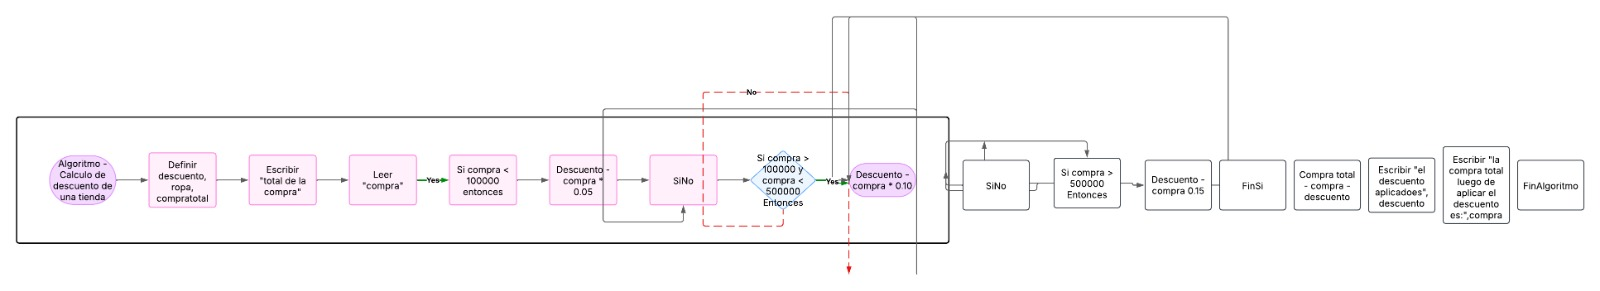 No
Algoritmo -
Calculo de
descuento de
una tienda
Definir
descuento,
ropa,
compratotal
Escribir
"total de la
compra"
Leer
"compra"
Yes
Si compra <
100000
entonces
Descuento -
compra *
0.05
SiNo
Si compra >
100000 y
compra <
500000
Entonces
Yes
Descuento -
compra * 0.10
SiNo
Si compra >
500000
Entonces
Descuento -
compra 0.15
FinSi
Compra total
- compra -
descuento
Escribir "el
descuento
aplicadoes",
descuento
Escribir "la
compra total
luego de
aplicar el
descuento
es:",compra
FinAlgoritmo